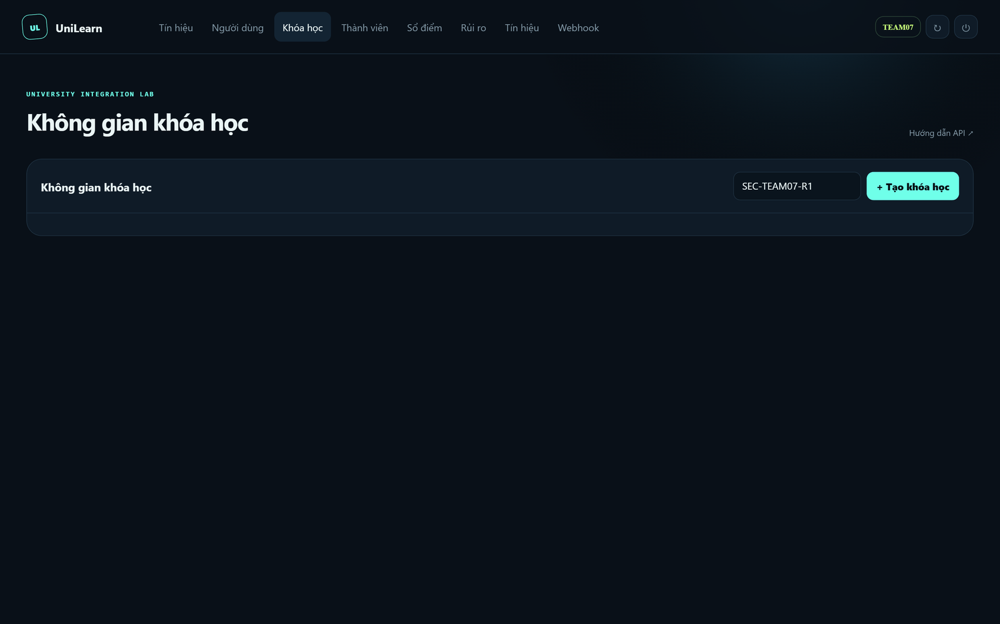 UL UniLearn Tín hiệu Người dùng Khóa học Thành viên Sổ điểm Rủi ro Tín hiệu Webhook TEAM07
UNIVERSITY INTEGRATION LAB
Không gian khóa học
Hướng dẫn API ↗
Không gian khóa học SEC-TEAM07-R1 + Tạo khóa học